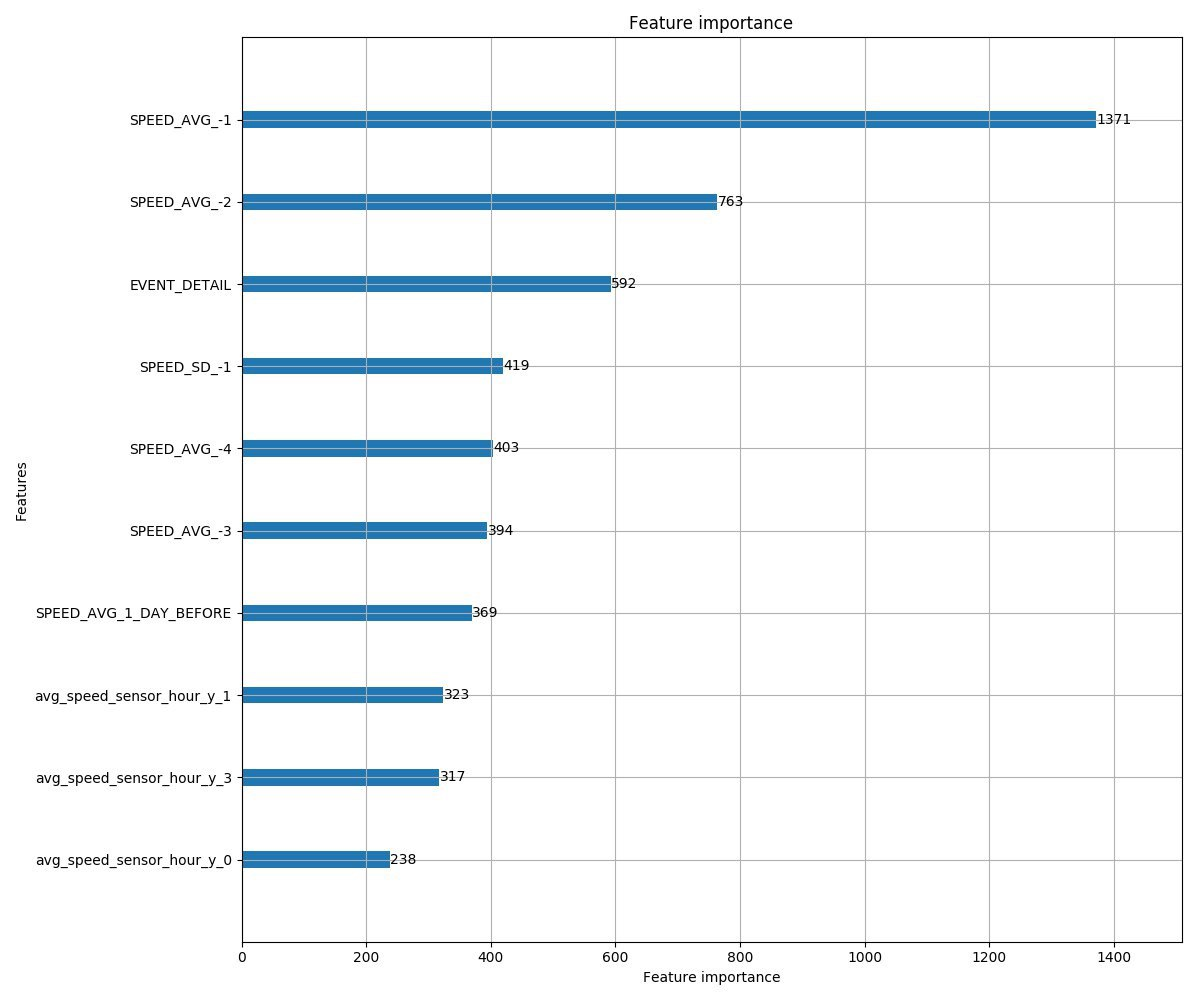 Feature importance
SPEED_AVG_-1
1371
SPEED_AVG_-2
763
EVENT_DETAIL
592
SPEED_SD_-1
419
SPEED_AVG_-4
403
Features
SPEED_AVG_-3
394
SPEED_AVG_1_DAY_BEFORE
369
avg_speed_sensor_hour_y_1
323
avg_speed_sensor_hour_y_3
317
avg_speed_sensor_hour_y_0
238
0 200 400 600 800 1000 1200 1400
Feature importance